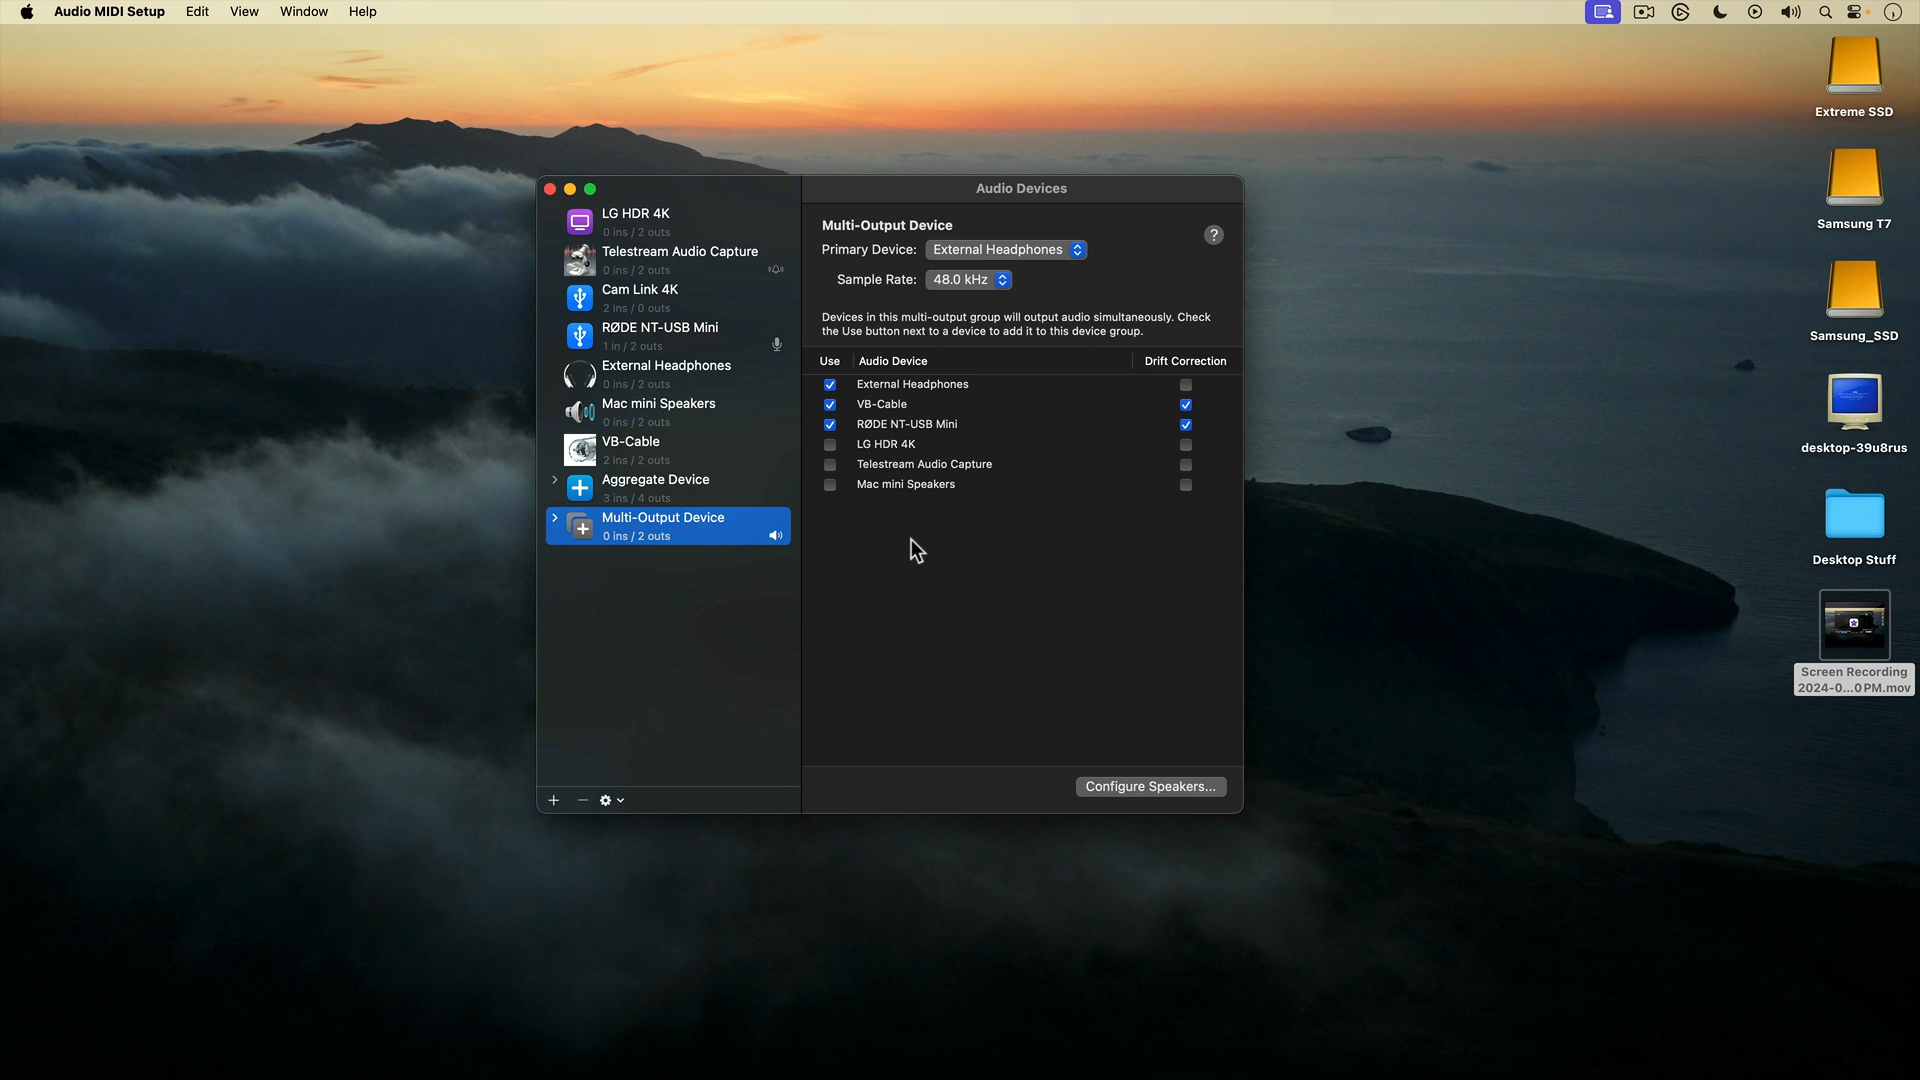 Audio MIDI Setup Edit View Window Help
Audio Devices
LG HDR 4K
0 ins / 2 outs
Telestream Audio Capture
0 ins / 2 outs
Cam Link 4K
2 ins / 0 outs
RØDE NT-USB Mini
1 in / 2 outs
External Headphones
0 ins / 2 outs
Mac mini Speakers
0 ins / 2 outs
VB-Cable
2 ins / 2 outs
Aggregate Device
3 ins / 4 outs
Multi-Output Device
0 ins / 2 outs
Multi-Output Device
?
Primary Device: External Headphones
Sample Rate: 48.0 kHz
Devices in this multi-output group will output audio simultaneously. Check
the Use button next to a device to add it to this device group.
Use Audio Device Drift Correction
External Headphones
VB-Cable
RØDE NT-USB Mini
LG HDR 4K
Telestream Audio Capture
Mac mini Speakers
Configure Speakers...
Extreme SSD
Samsung T7
Samsung_SSD
desktop-39u8rus
Desktop Stuff
Screen Recording
2024-0...0 PM.mov